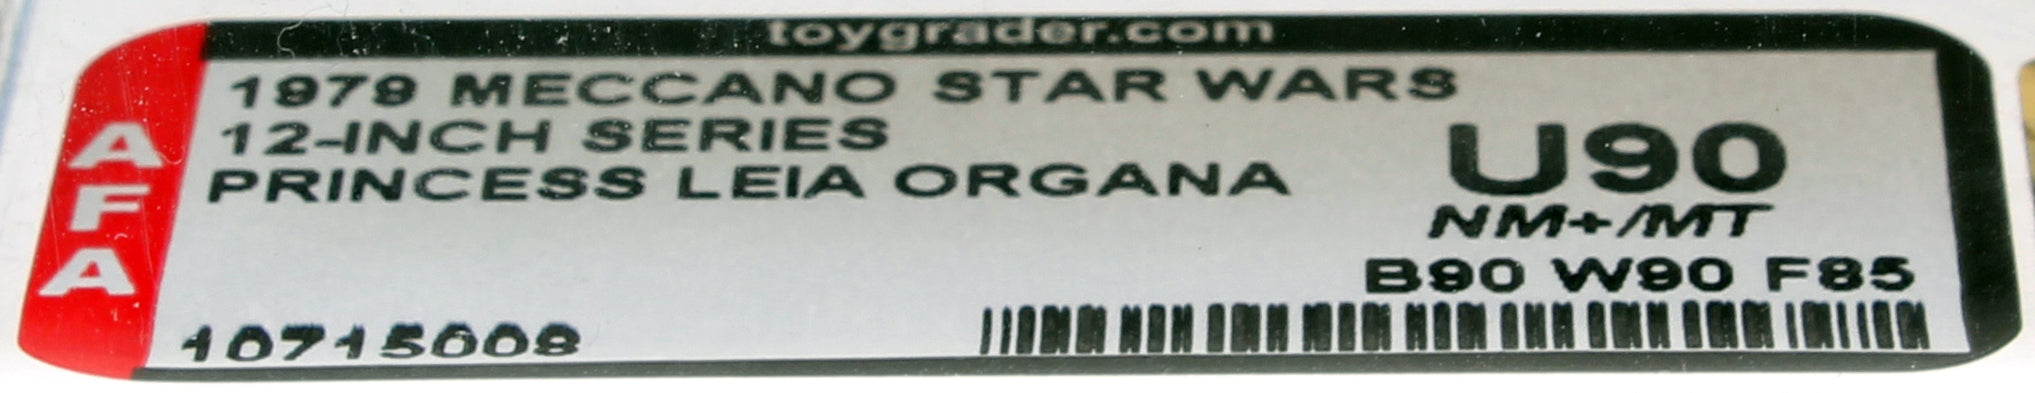 toygrader.com
AFA
1979 MECCANO STAR WARS
12-INCH SERIES
PRINCESS LEIA ORGANA
U90
NM+/MT
B90 W90 F85
10715009